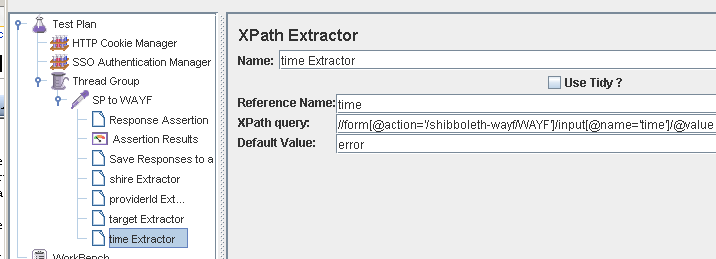 Test Plan
HTTP Cookie Manager
SSO Authentication Manager
Thread Group
SP to WAYF
Response Assertion
Assertion Results
Save Responses to a
shire Extractor
providerId Ext...
target Extractor
time Extractor
WorkBench
XPath Extractor
Name: time Extractor
Use Tidy ?
Reference Name: time
XPath query: //form[@action='/shibboleth-wayf/WAYF']/input[@name='time']/@value
Default Value: error